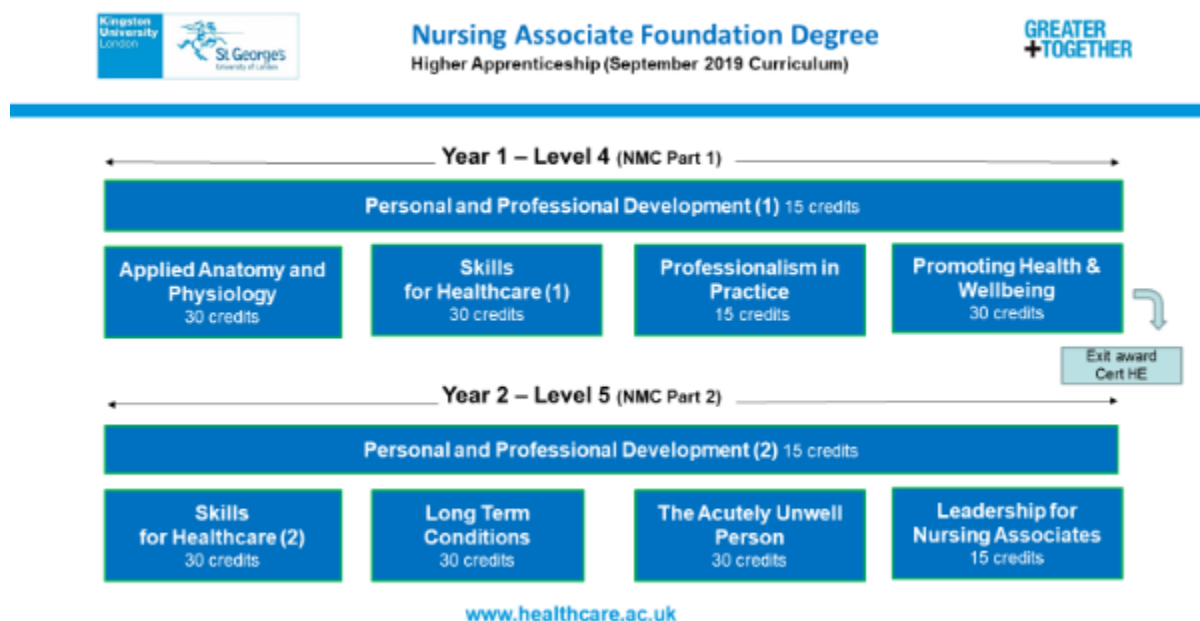 Kingston
University
London
St George's
University of London
Nursing Associate Foundation Degree
Higher Apprenticeship (September 2019 Curriculum)
GREATER
+TOGETHER
Year 1 – Level 4 (NMC Part 1)
Personal and Professional Development (1) 15 credits
Applied Anatomy and
Physiology
30 credits
Skills
for Healthcare (1)
30 credits
Professionalism in
Practice
15 credits
Promoting Health &
Wellbeing
30 credits
Exit award
Cert HE
Year 2 – Level 5 (NMC Part 2)
Personal and Professional Development (2) 15 credits
Skills
for Healthcare (2)
30 credits
Long Term
Conditions
30 credits
The Acutely Unwell
Person
30 credits
Leadership for
Nursing Associates
15 credits
www.healthcare.ac.uk